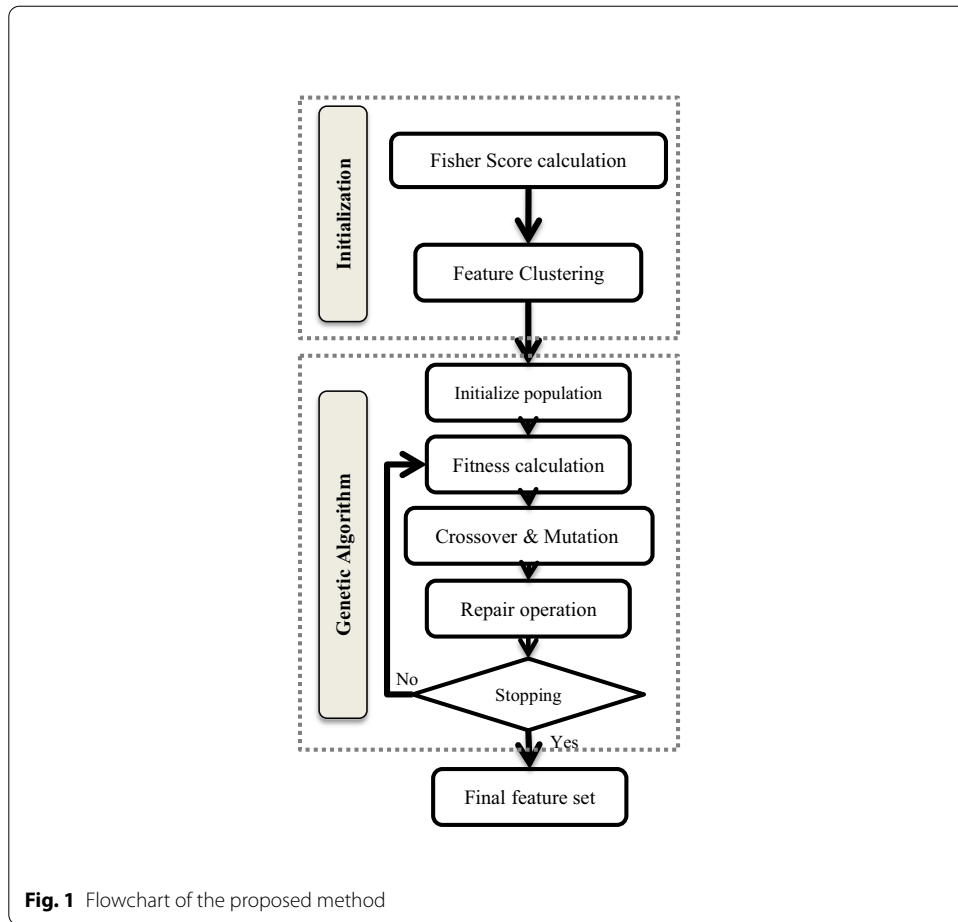 Initialization
Fisher Score calculation
Feature Clustering
Genetic Algorithm
Initialize population
Fitness calculation
Crossover & Mutation
Repair operation
No
Stopping
Yes
Final feature set
Fig. 1 Flowchart of the proposed method